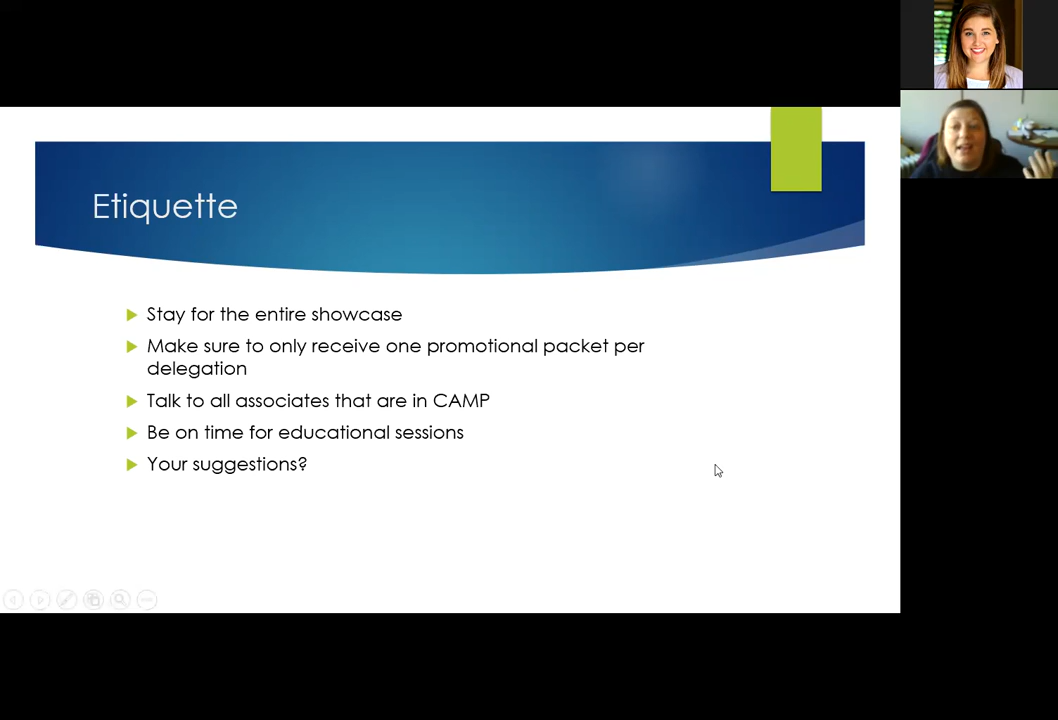 Etiquette
Stay for the entire showcase
Make sure to only receive one promotional packet per
delegation
Talk to all associates that are in CAMP
Be on time for educational sessions
Your suggestions?